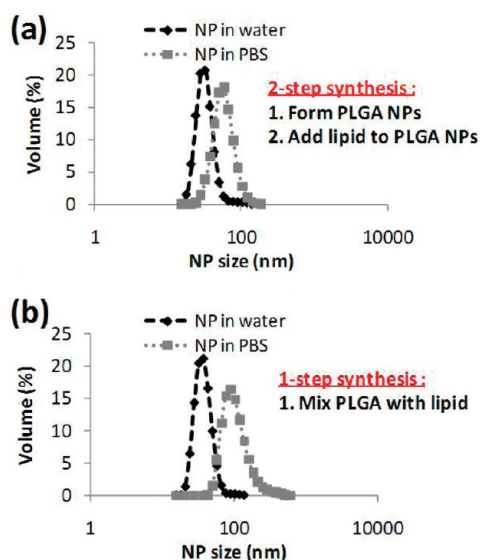 (a)
NP in water
NP in PBS
25
20
15
10
5
0
Volume (%)
2-step synthesis :
1. Form PLGA NPs
2. Add lipid to PLGA NPs
1
100
10000
NP size (nm)
(b)
NP in water
NP in PBS
25
20
15
10
5
0
Volume (%)
1-step synthesis :
1. Mix PLGA with lipid
1
100
10000
NP size (nm)